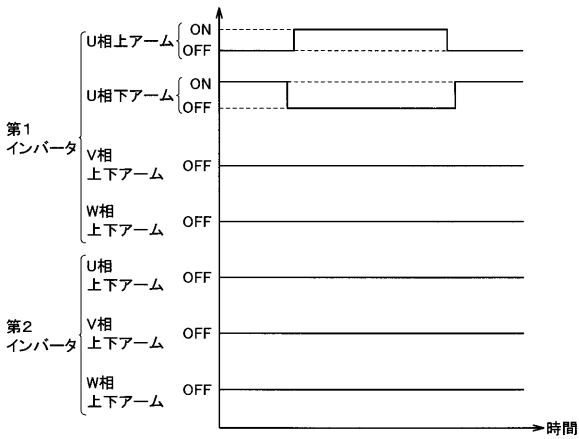 ON
U相上アーム
OFF
ON
U相下アーム
OFF
第1
インバータ
V相
上下アーム
OFF
W相
上下アーム
OFF
U相
上下アーム
OFF
第2
インバータ
V相
上下アーム
OFF
W相
上下アーム
OFF
時間